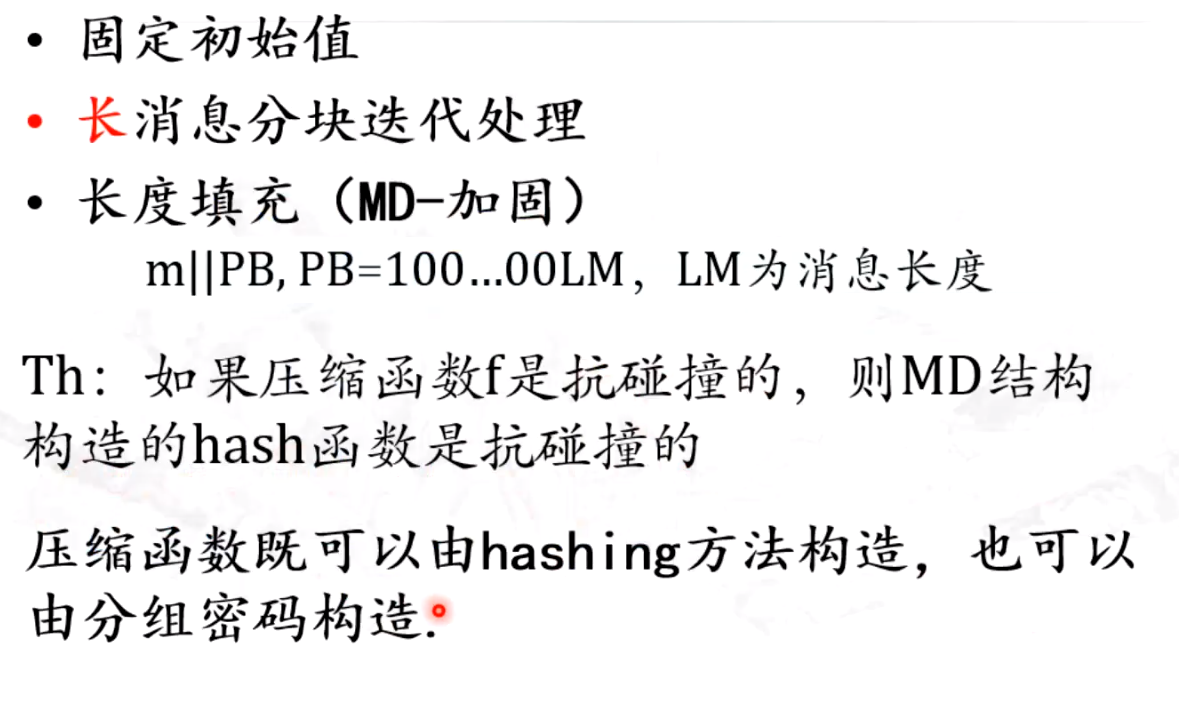 • 固定初始值
• 长消息分块迭代处理
• 长度填充（MD-加固）
m||PB, PB=100...00LM，LM为消息长度
Th：如果压缩函数f是抗碰撞的，则MD结构
构造的hash函数是抗碰撞的
压缩函数既可以由hashing方法构造，也可以
由分组密码构造.